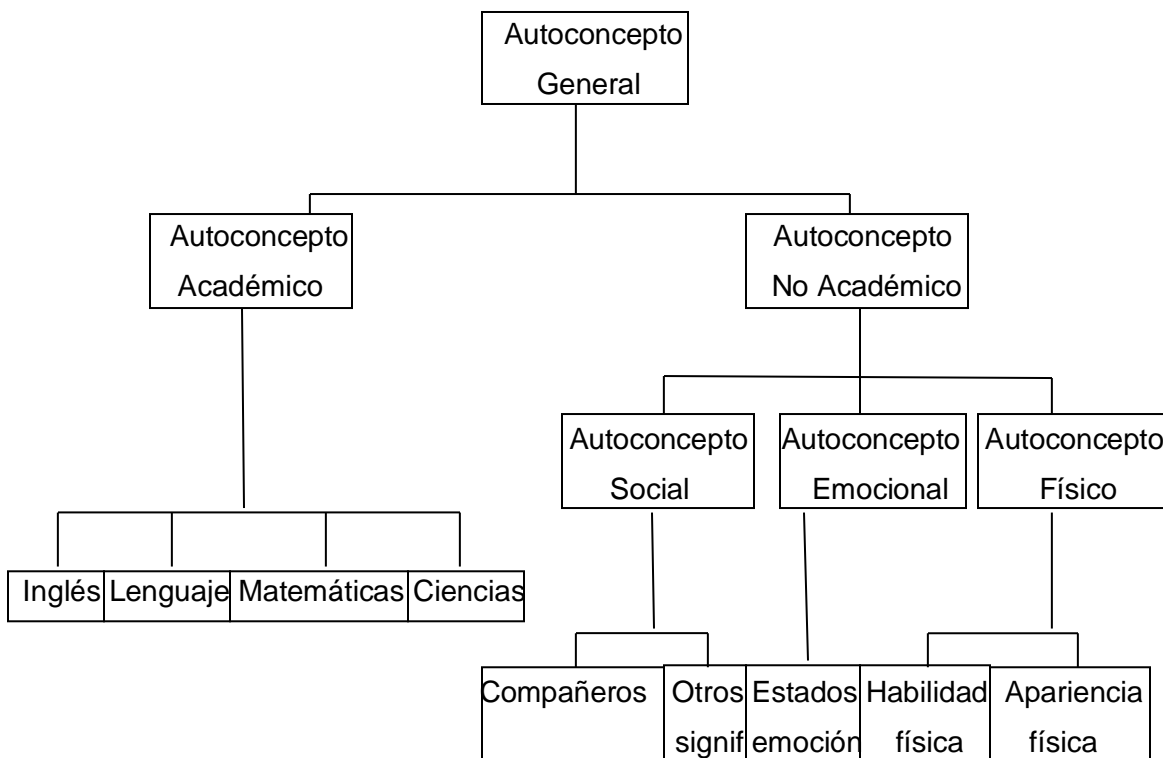 Autoconcepto
General
Autoconcepto
Académico
Autoconcepto
No Académico
Autoconcepto
Social
Autoconcepto
Emocional
Autoconcepto
Físico
Inglés
Lenguaje
Matemáticas
Ciencias
Compañeros
Otros
signif
Estados
emoción
Habilidad
física
Apariencia
física